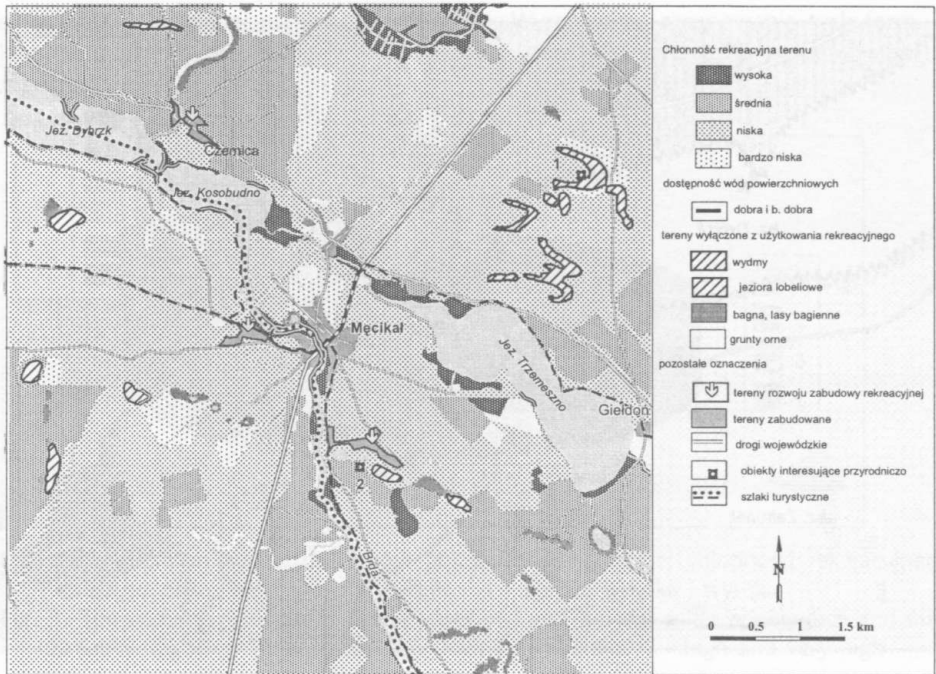 Jez. Dybrzk
Czernica
Jez. Kosobudno
1
Męcikał
Jez. Trzemeszno
Giełdon
2
Brda
Chłonność rekreacyjna terenu
wysoka
średnia
niska
bardzo niska
dostępność wód powierzchniowych
dobra i b. dobra
tereny wyłączone z użytkowania rekreacyjnego
wydmy
jeziora lobeliowe
bagna, lasy bagienne
grunty orne
pozostałe oznaczenia
tereny rozwoju zabudowy rekreacyjnej
tereny zabudowane
drogi wojewódzkie
obiekty interesujące przyrodniczo
szlaki turystyczne
N
0 0.5 1 1.5 km